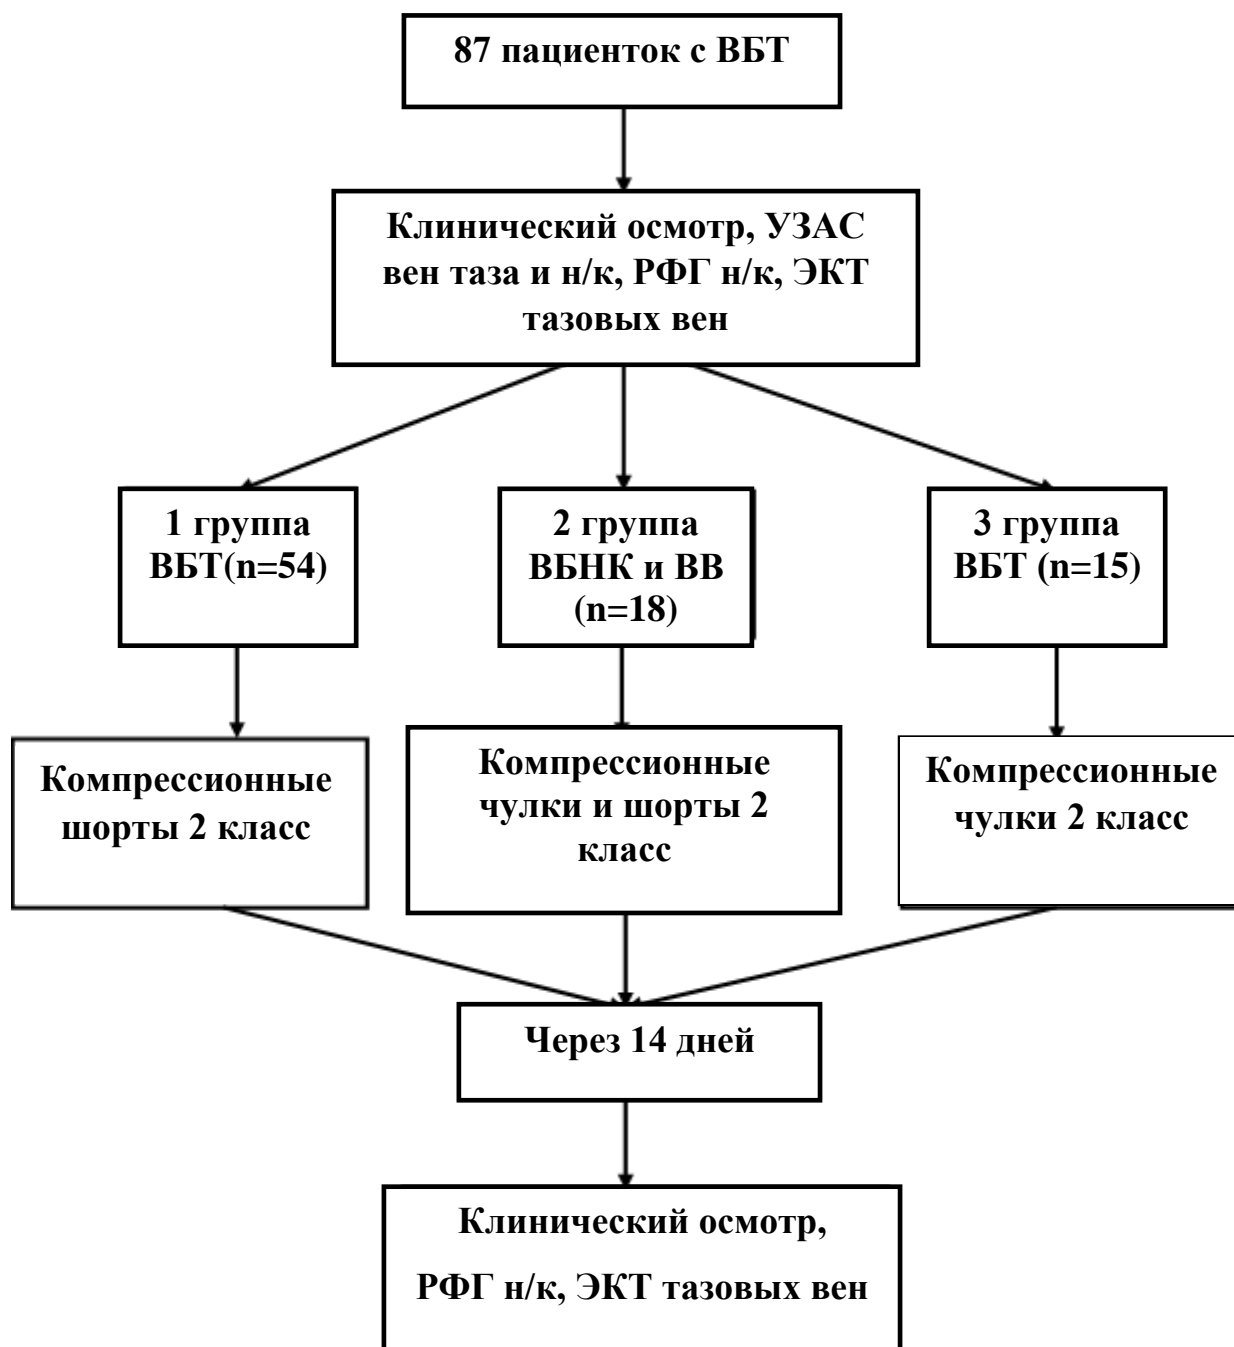 87 пациенток с ВБТ
Клинический осмотр, УЗАС
вен таза и н/к, РФГ н/к, ЭКТ
тазовых вен
1 группа
ВБТ(n=54)
2 группа
ВБНК и ВВ
(n=18)
3 группа
ВБТ (n=15)
Компрессионные
шорты 2 класс
Компрессионные
чулки и шорты 2
класс
Компрессионные
чулки 2 класс
Через 14 дней
Клинический осмотр,
РФГ н/к, ЭКТ тазовых вен